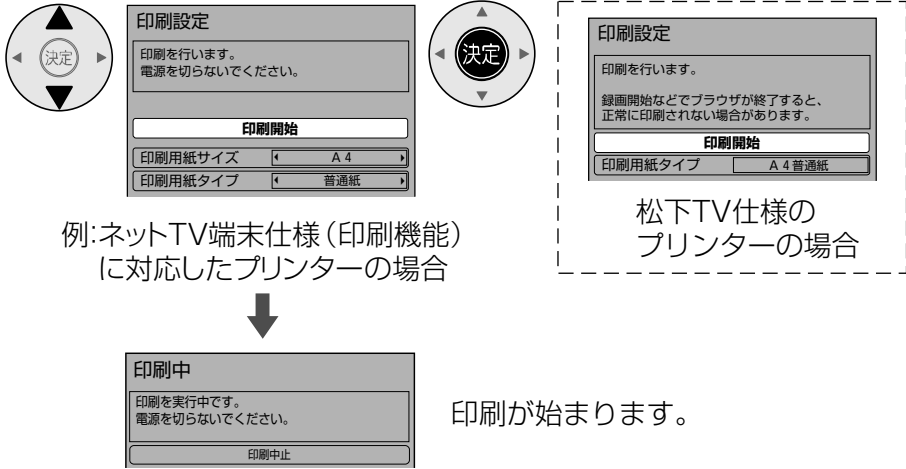 決定
印刷設定
印刷を行います。
電源を切らないでください。
印刷開始
印刷用紙サイズ A4
印刷用紙タイプ 普通紙
例:ネットTV端末仕様(印刷機能)
に対応したプリンターの場合
決定
印刷設定
印刷を行います。
録画開始などでブラウザが終了すると、
正常に印刷されない場合があります。
印刷開始
印刷用紙タイプ A4普通紙
松下TV仕様の
プリンターの場合
印刷中
印刷を実行中です。
電源を切らないでください。
印刷中止
印刷が始まります。